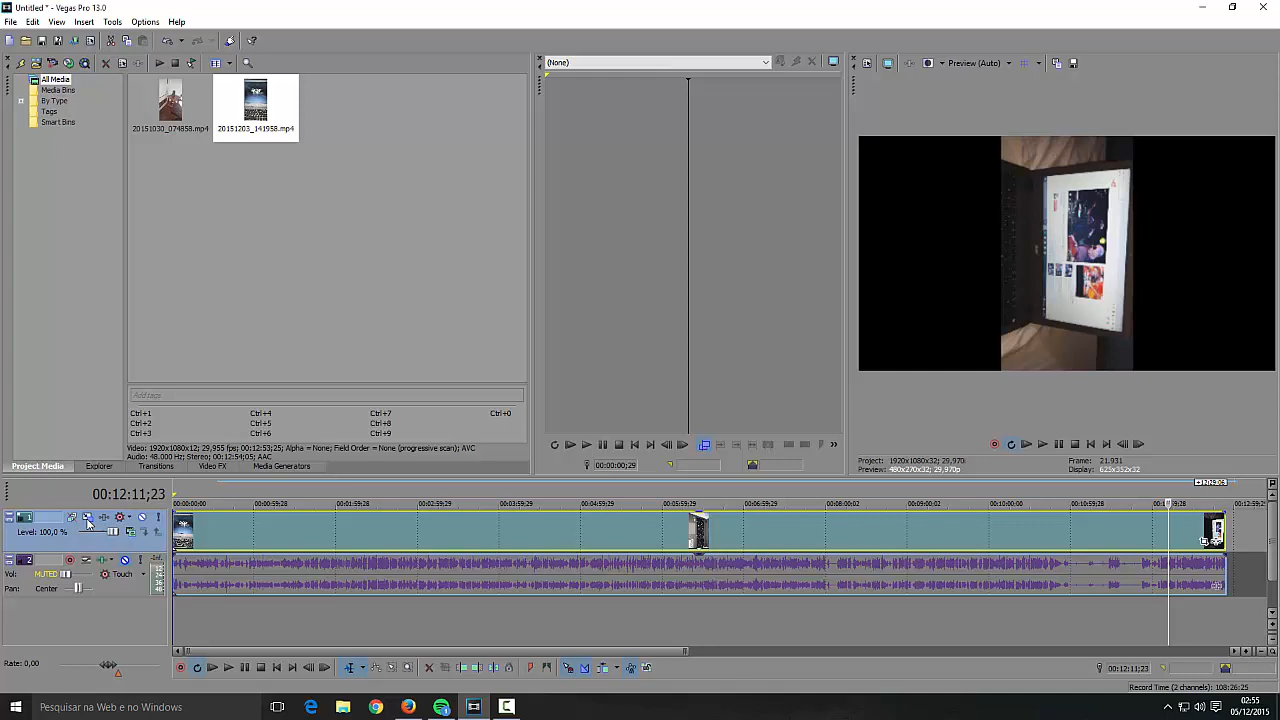 Untitled * - Vegas Pro 13.0
File Edit View Insert Tools Options Help
(None)
Preview (Auto)
All Media
Media Bins
By Type
Tags
Smart Bins
20151030_074858.mp4
20151203_141958.mp4
Add tags
Ctrl+1 Ctrl+4 Ctrl+7 Ctrl+0
Ctrl+2 Ctrl+5 Ctrl+8
Ctrl+3 Ctrl+6 Ctrl+9
Video: 1920x1080x12; 29,955 fps; 00:12:53;25; Alpha = None; Field Order = None (progressive scan); AVC
Audio: 48.000 Hz; Stereo; 00:12:54;05; AAC
Project Media Explorer Transitions Video FX Media Generators
00:00:00;29
Project: 1920x1080x32; 29,970i
Preview: 480x270x32; 29,970p
Frame: 21.931
Display: 625x352x32
00:12:11;23
00:00:00;00 00:00:59;28 00:01:59;28 00:02:59;29 00:03:59;28 00:04:59;29 00:05:59;29 00:07:00;02 00:08:00;02 00:09:00;02 00:10:00;00 00:10:59;28
Level: 100,0 %
Vol: MUTED
Touch
Pan: Center
Rate: 0,00
00:12:11;23
Record Time (2 channels): 108:26:25
Pesquisar na Web e no Windows
02:55
05/12/2015